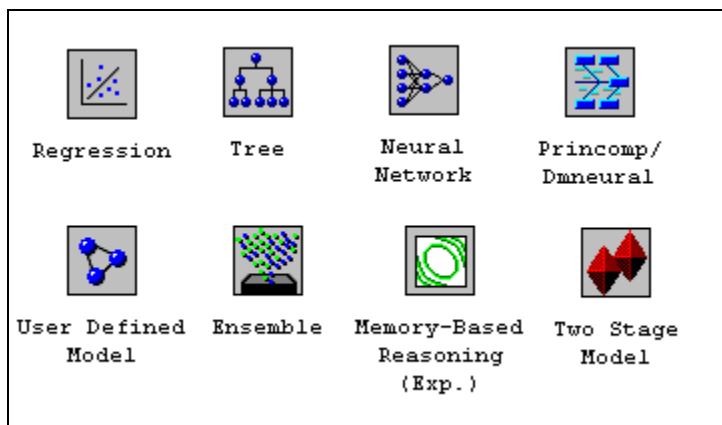 Regression
Tree
Neural
Network
Princomp/
Dmneural
User Defined
Model
Ensemble
Memory-Based
Reasoning
(Exp.)
Two Stage
Model